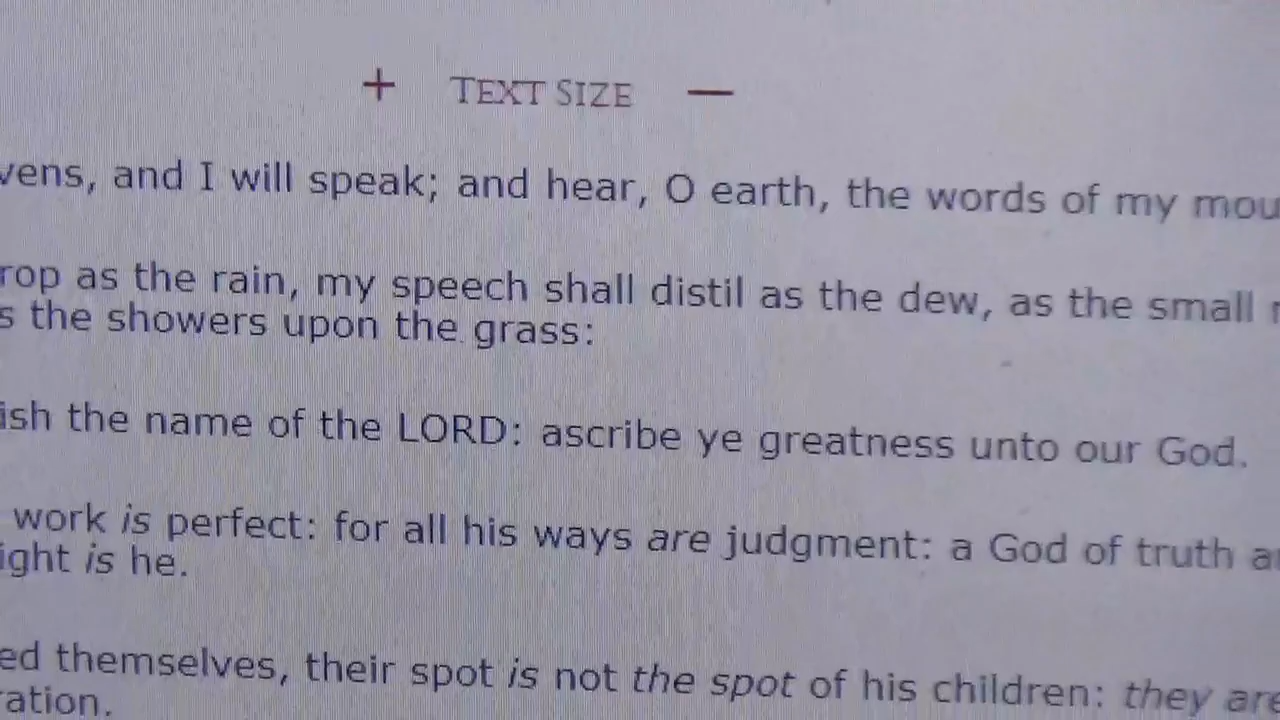 + TEXT SIZE —
vens, and I will speak; and hear, O earth, the words of my mou
rop as the rain, my speech shall distil as the dew, as the small r
s the showers upon the grass:
ish the name of the LORD: ascribe ye greatness unto our God.
work is perfect: for all his ways are judgment: a God of truth a
ight is he.
ed themselves, their spot is not the spot of his children: they are
ration.